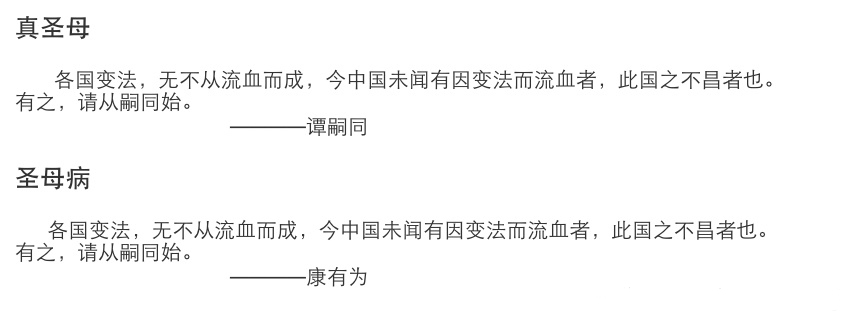 真圣母
各国变法，无不从流血而成，今中国未闻有因变法而流血者，此国之不昌者也。
有之，请从嗣同始。
————谭嗣同
圣母病
各国变法，无不从流血而成，今中国未闻有因变法而流血者，此国之不昌者也。
有之，请从嗣同始。
————康有为